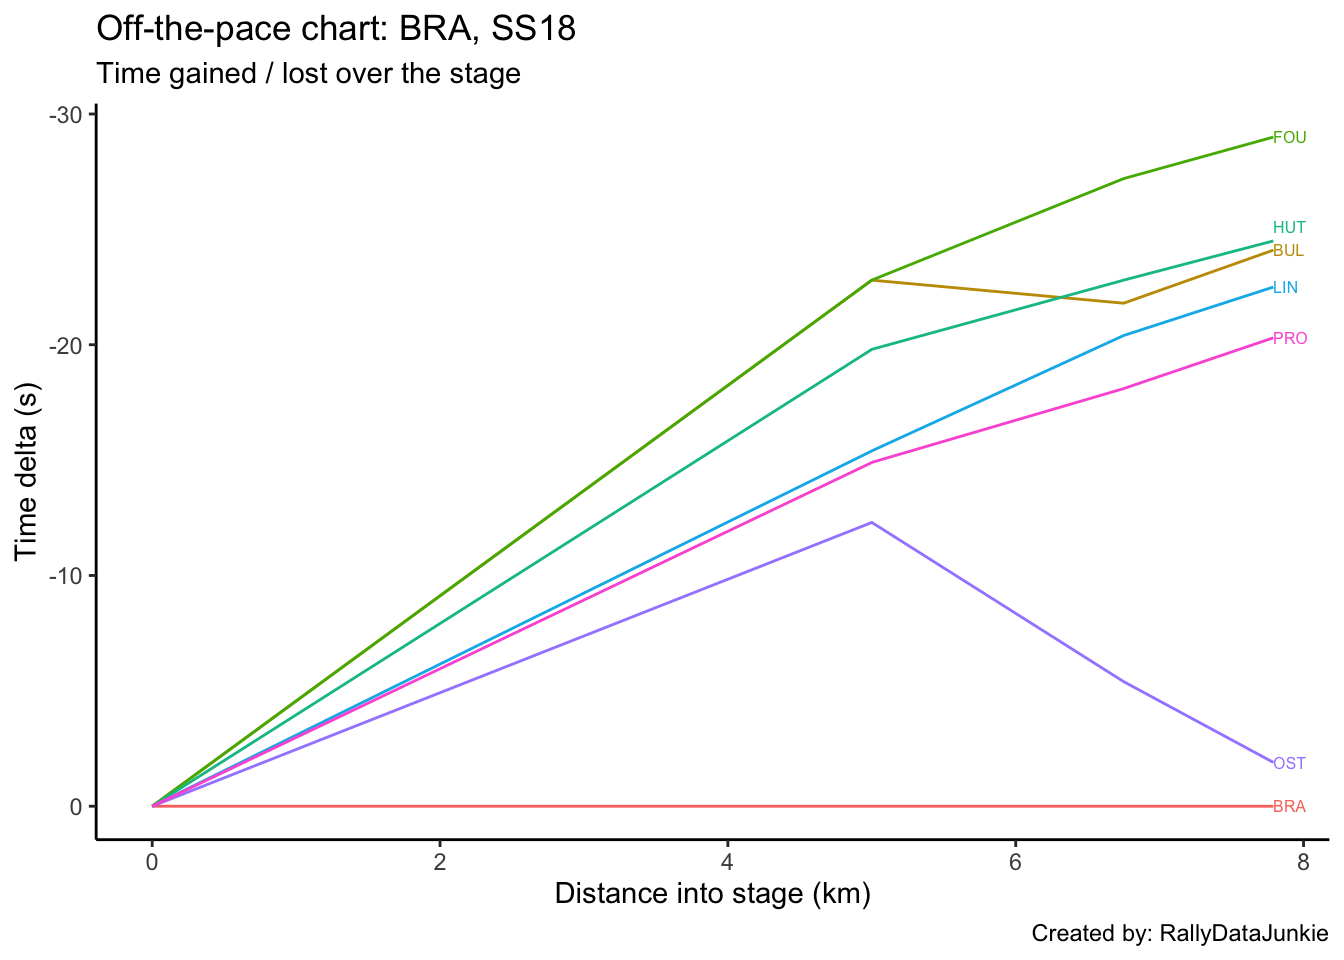 Off-the-pace chart: BRA, SS18
Time gained / lost over the stage
-30
-20
-10
0
Time delta (s)
FOU
HUT
BUL
LIN
PRO
OST
BRA
0 2 4 6 8
Distance into stage (km)
Created by: RallyDataJunkie